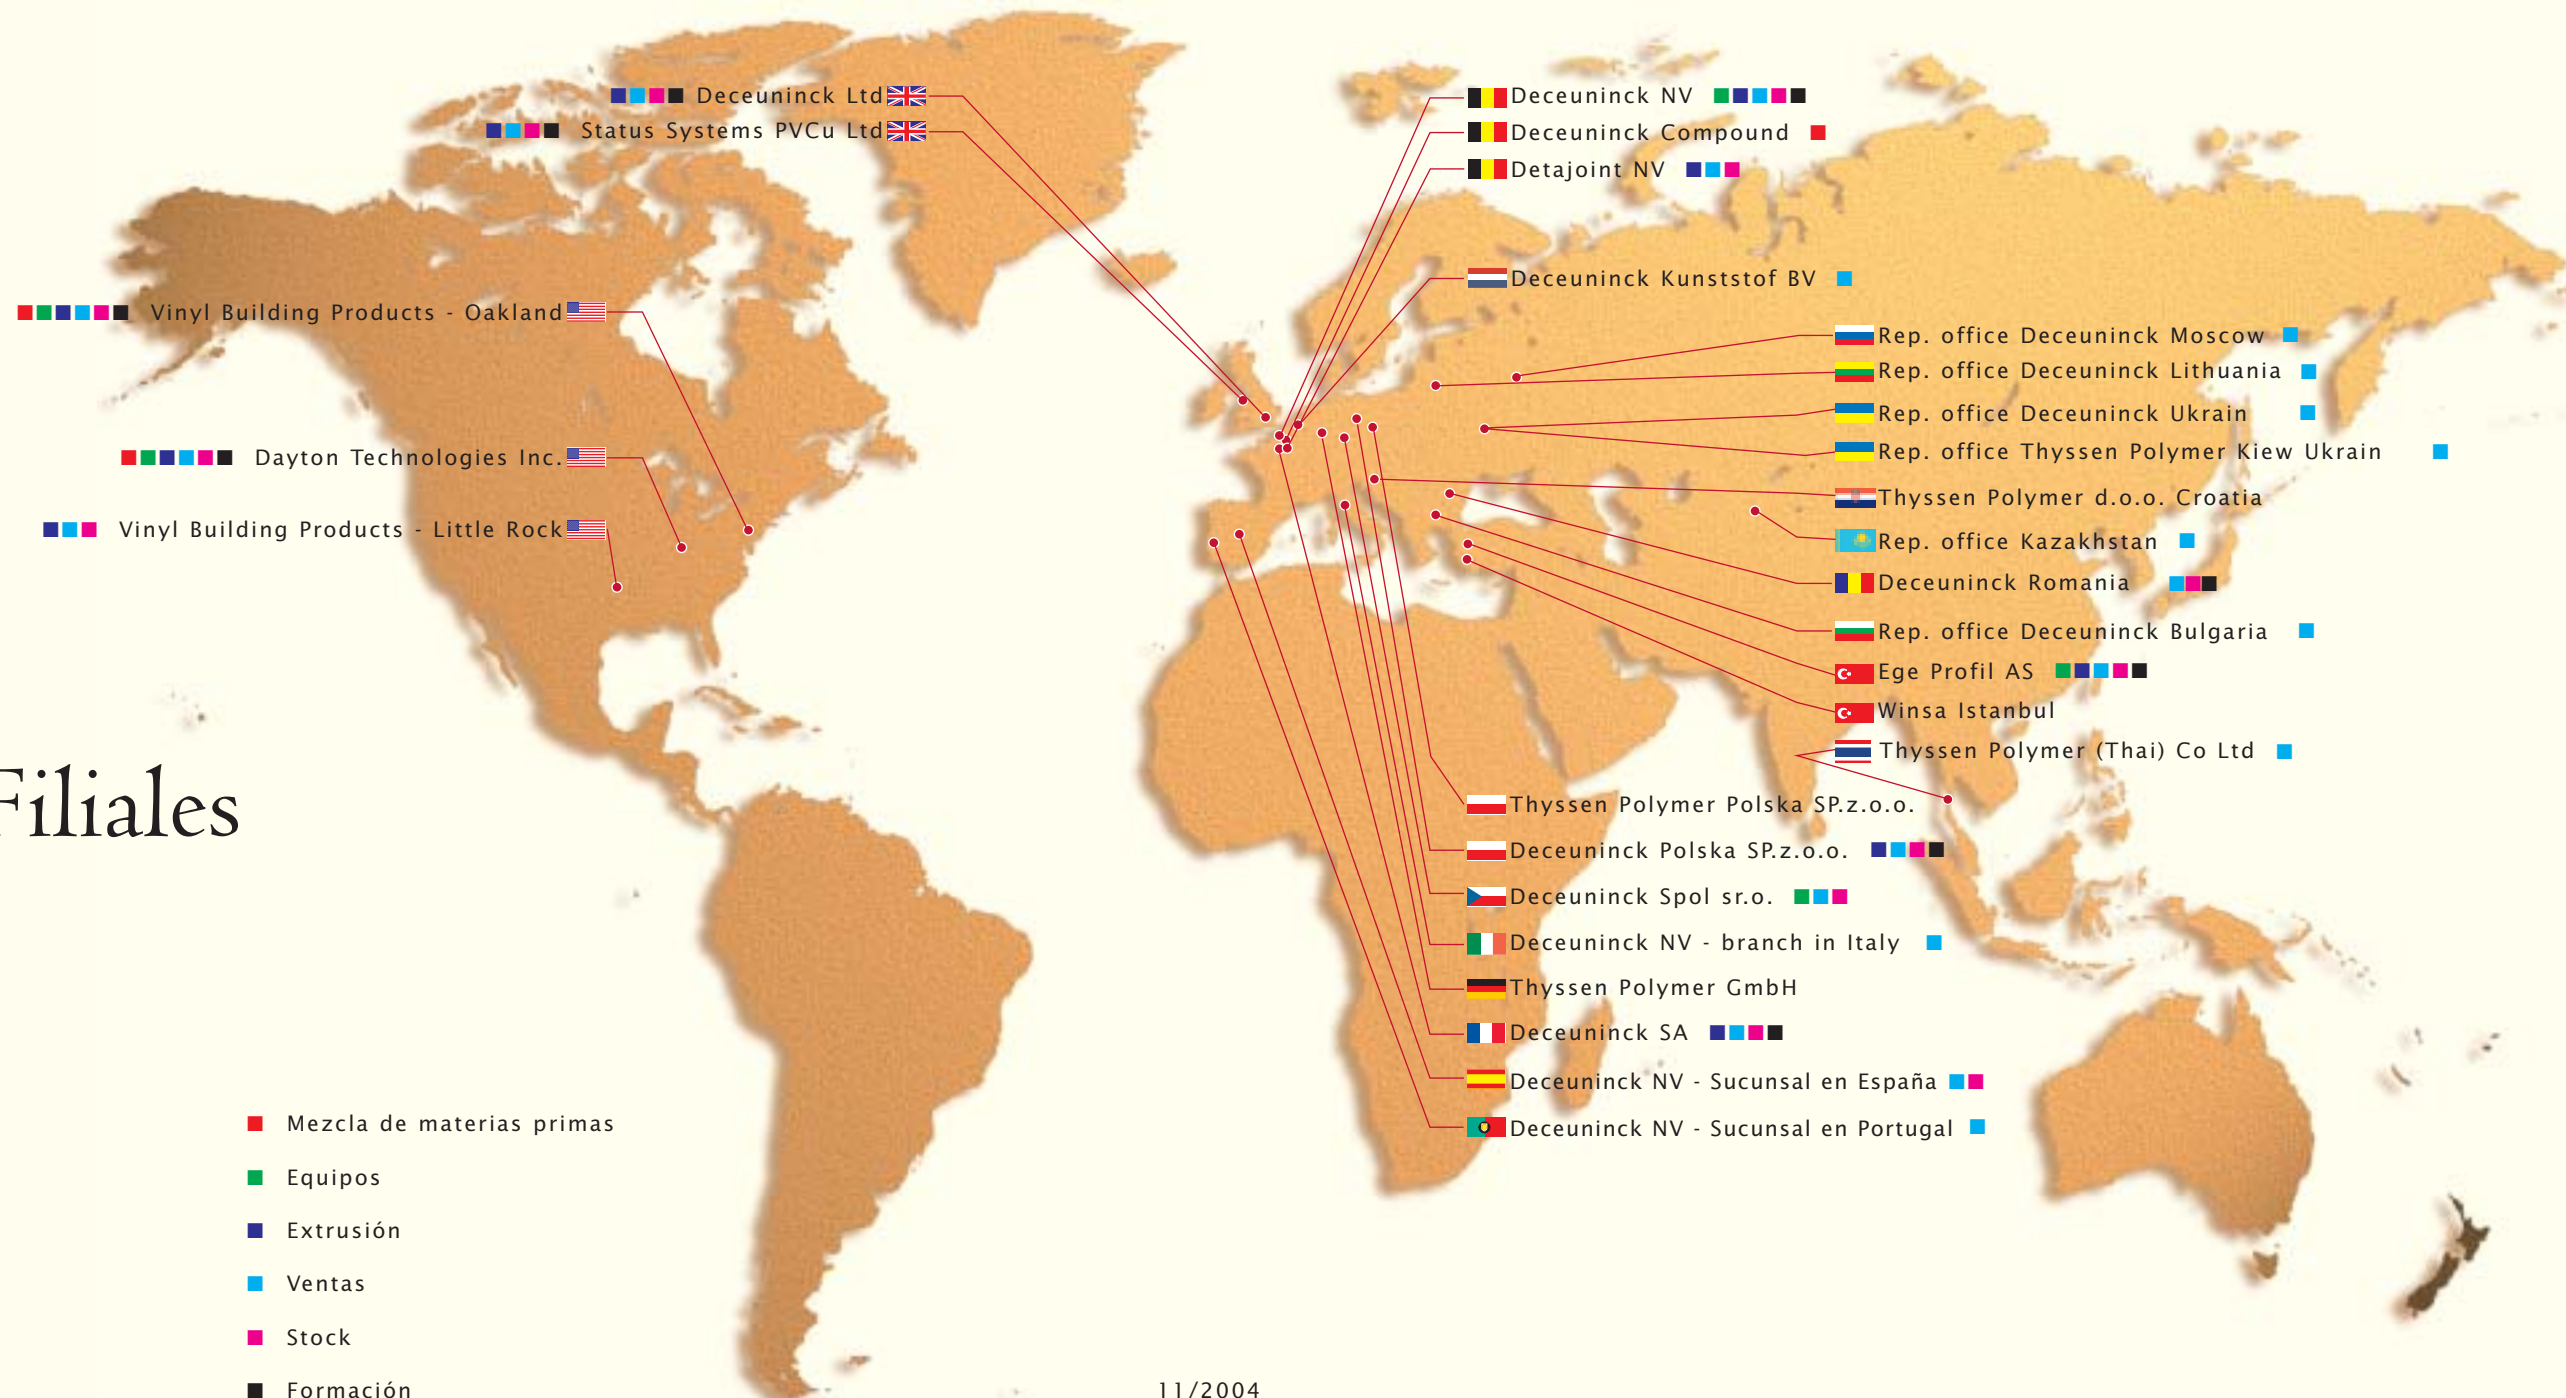 Deceuninck Ltd
Status Systems PVCu Ltd
Vinyl Building Products - Oakland
Dayton Technologies Inc.
Vinyl Building Products - Little Rock
Deceuninck NV
Deceuninck Compound
Detajoint NV
Deceuninck Kunststof BV
Rep. office Deceuninck Moscow
Rep. office Deceuninck Lithuania
Rep. office Deceuninck Ukrain
Rep. office Thyssen Polymer Kiew Ukrain
Thyssen Polymer d.o.o. Croatia
Rep. office Kazakhstan
Deceuninck Romania
Rep. office Deceuninck Bulgaria
Ege Profil AS
Winsa Istanbul
Thyssen Polymer (Thai) Co Ltd
Thyssen Polymer Polska SP.z.o.o.
Deceuninck Polska SP.z.o.o.
Deceuninck Spol sr.o.
Deceuninck NV - branch in Italy
Thyssen Polymer GmbH
Deceuninck SA
Deceuninck NV - Sucunsal en España
Deceuninck NV - Sucunsal en Portugal
Filiales
Mezcla de materias primas
Equipos
Extrusión
Ventas
Stock
Formación
11/2004